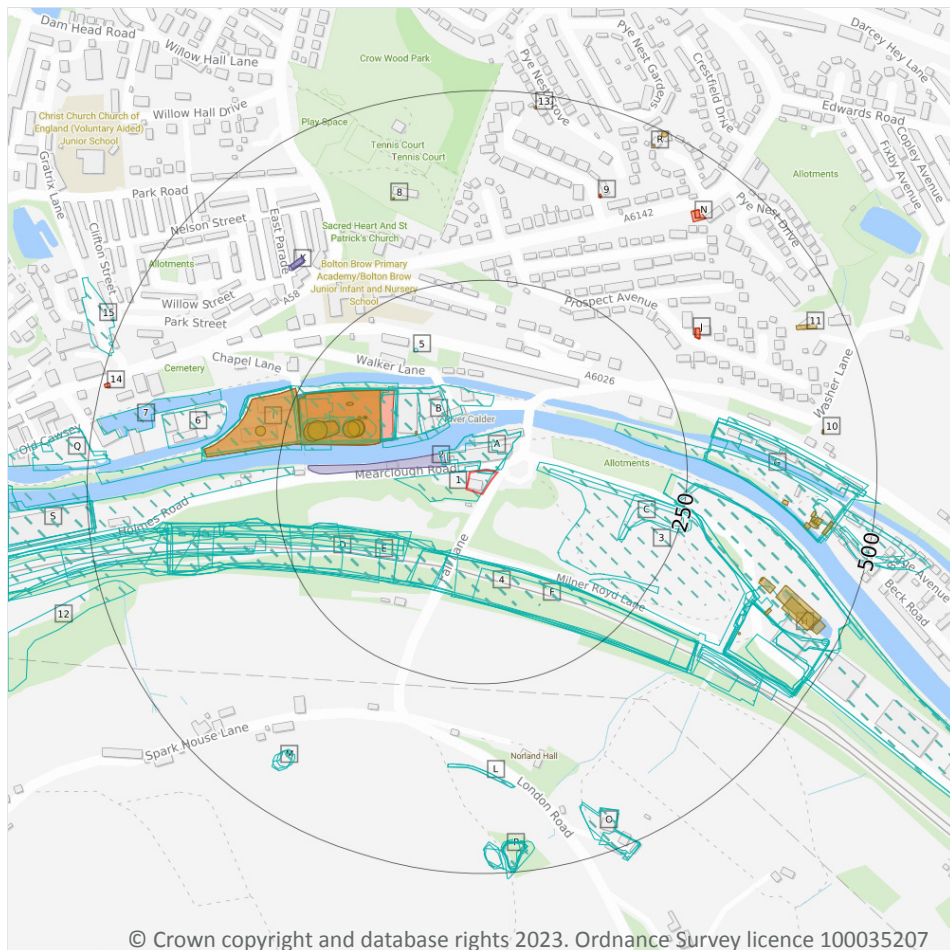 Dam Head Road
Willow Hall Lane
Crow Wood Park
Pye Nest Gardens
Darcey Hey Lane
Pye Nest Grove
Crestfield Drive
13
Edwards Road
Willow Hall Drive
Christ Church Church of
England (Voluntary Aided)
Junior School
Play Space
Tennis Court
Tennis Court
R
Copley Avenue
Fixby Avenue
Gratrix Lane
Allotments
Park Road
8
9
Clifton Street
Nelson Street
East Parade
A6142
N
Pye Nest Drive
Sacred Heart And St
Patrick's Church
Allotments
Bolton Brow Primary
Academy/Bolton Brow
Junior Infant and Nursery
School
Willow Street
A58
Park Street
15
Prospect Avenue
J
11
5
Chapel Lane
Walker Lane
A6026
Washer Lane
14
Cemetery
7
6
B
River Calder
10
Old Cawsey
Q
A
Mearclough Road
1
Allotments
G
S
Holmes Road
C
250
3
D
E
Fall Lane
500
4
F
Milner Royd Lane
Beck Road
12
H
Spark House Lane
M
Norland Hall
L
London Road
O
P
© Crown copyright and database rights 2023. Ordnance Survey licence 100035207